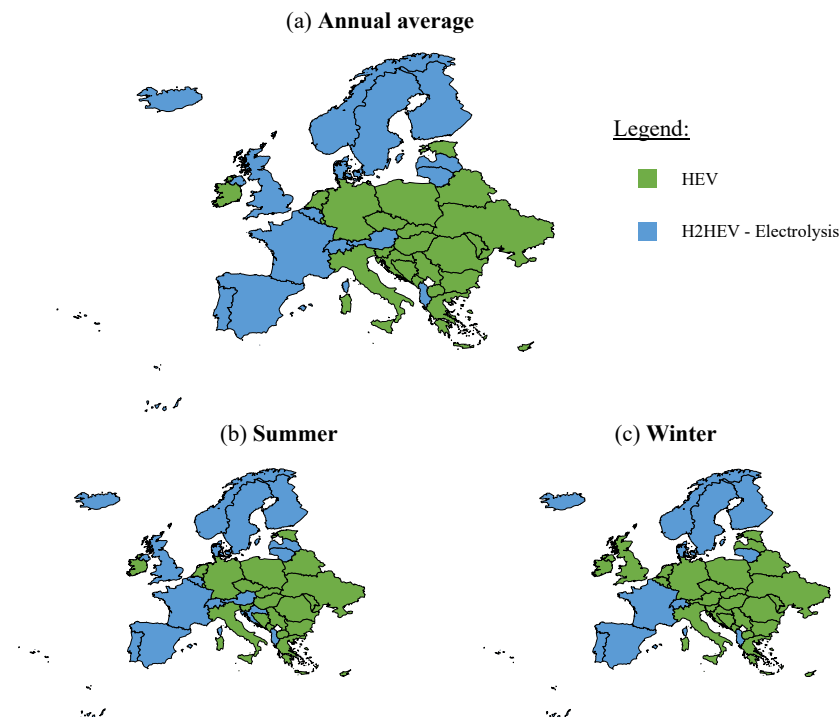 (a) Annual average
Legend:
HEV
H2HEV - Electrolysis
(b) Summer
(c) Winter